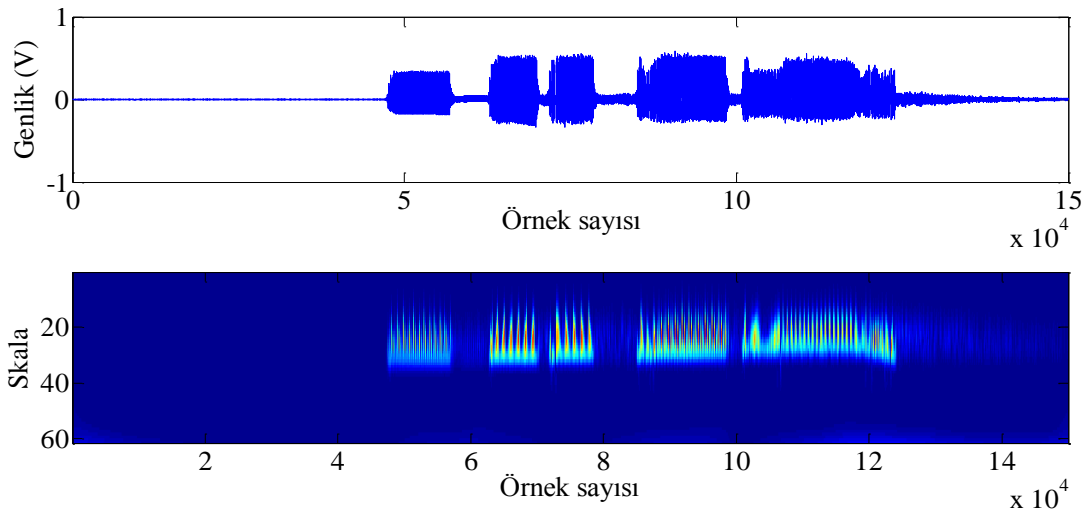 1
Genlik (V)
0
-1
0 5 10 15
Örnek sayısı
x 10^4
20
Skala
40
60
2 4 6 8 10 12 14
Örnek sayısı
x 10^4